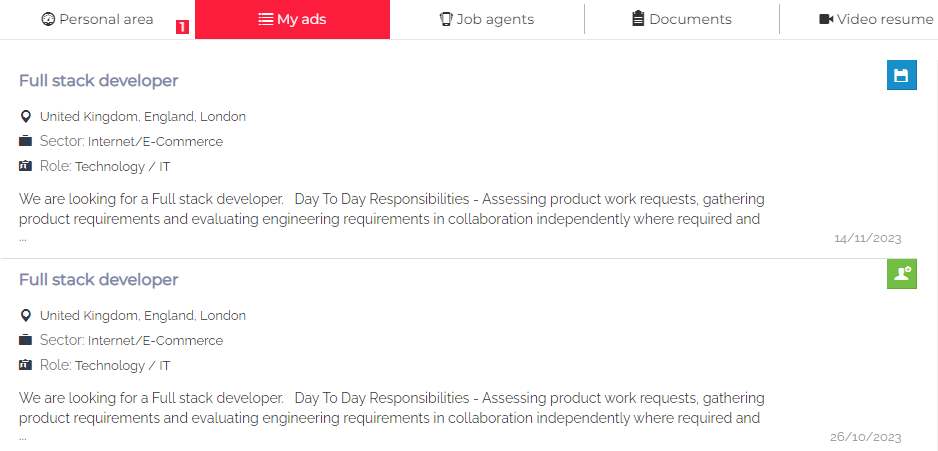 Personal area
1
My ads
Job agents
Documents
Video resume
Full stack developer
United Kingdom, England, London
Sector: Internet/E-Commerce
Role: Technology / IT
We are looking for a Full stack developer. Day To Day Responsibilities - Assessing product work requests, gathering
product requirements and evaluating engineering requirements in collaboration independently where required and
...
14/11/2023
Full stack developer
United Kingdom, England, London
Sector: Internet/E-Commerce
Role: Technology / IT
We are looking for a Full stack developer. Day To Day Responsibilities - Assessing product work requests, gathering
product requirements and evaluating engineering requirements in collaboration independently where required and
...
26/10/2023